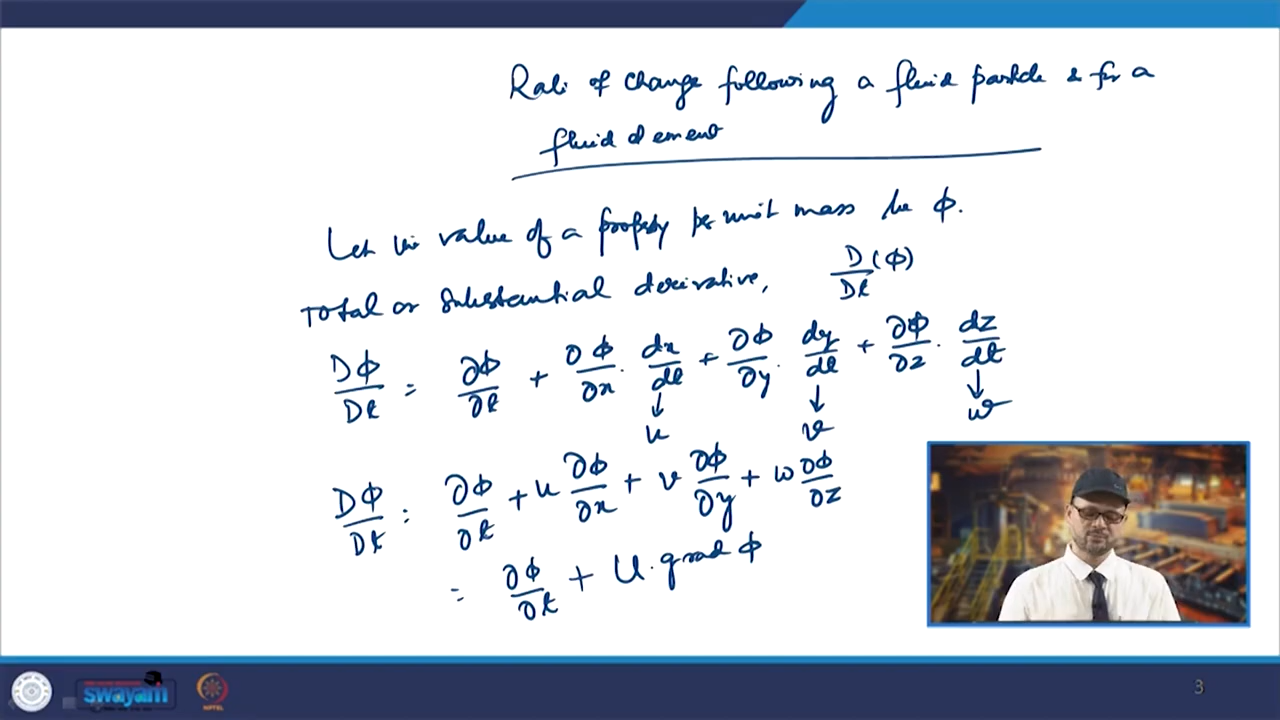 Rate of change following a fluid particle & for a
fluid element
Let the value of a property per unit mass be ϕ.
Total or substantial derivative, D/Dt (ϕ)
Dϕ/Dt = ∂ϕ/∂t + ∂ϕ/∂x · dx/dt + ∂ϕ/∂y · dy/dt + ∂ϕ/∂z · dz/dt
↓ u ↓ v ↓ w
Dϕ/Dt = ∂ϕ/∂t + u ∂ϕ/∂x + v ∂ϕ/∂y + w ∂ϕ/∂z
= ∂ϕ/∂t + U · grad ϕ
swayam
NPTEL
3